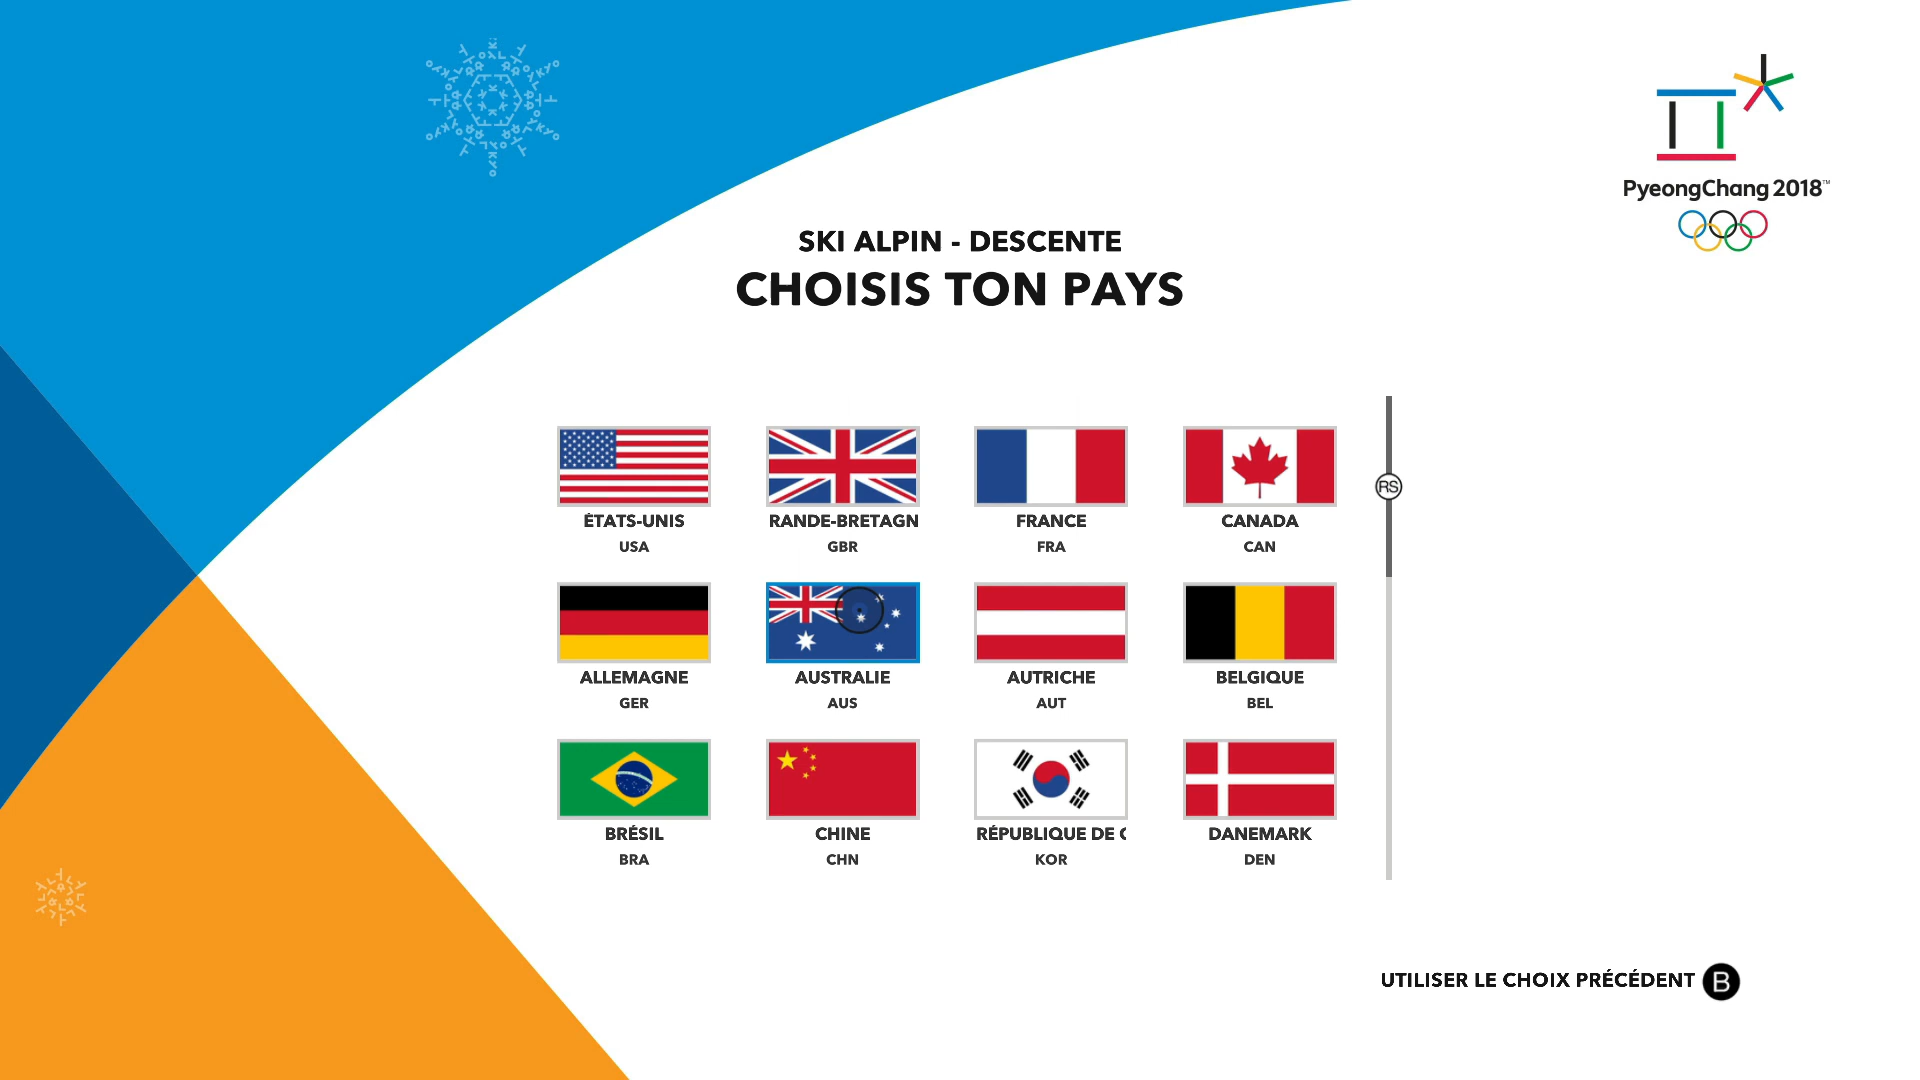 PyeongChang 2018™
SKI ALPIN - DESCENTE
CHOISIS TON PAYS
ÉTATS-UNIS
USA
RANDE-BRETAGN
GBR
FRANCE
FRA
CANADA
CAN
RS
ALLEMAGNE
GER
AUSTRALIE
AUS
AUTRICHE
AUT
BELGIQUE
BEL
BRÉSIL
BRA
CHINE
CHN
RÉPUBLIQUE DE
KOR
DANEMARK
DEN
UTILISER LE CHOIX PRÉCÉDENT B